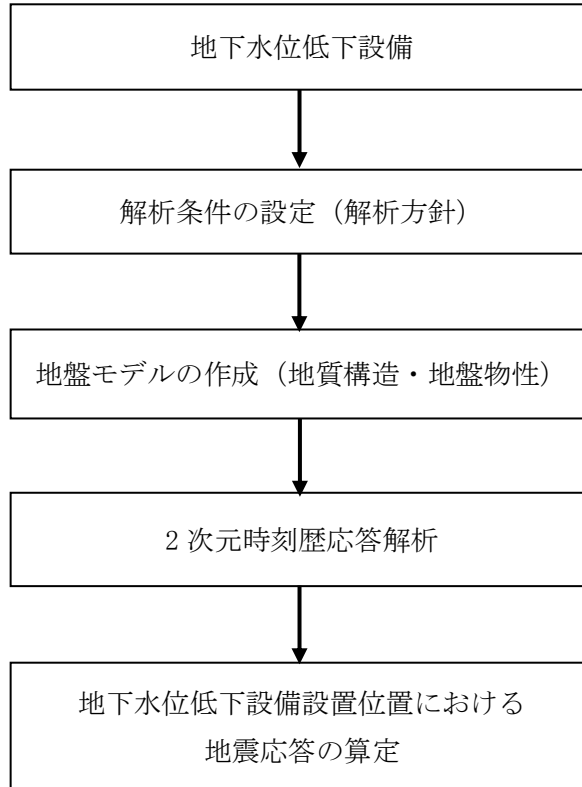 地下水位低下設備
解析条件の設定（解析方針）
地盤モデルの作成（地質構造・地盤物性）
2 次元時刻歴応答解析
地下水位低下設備設置位置における
地震応答の算定